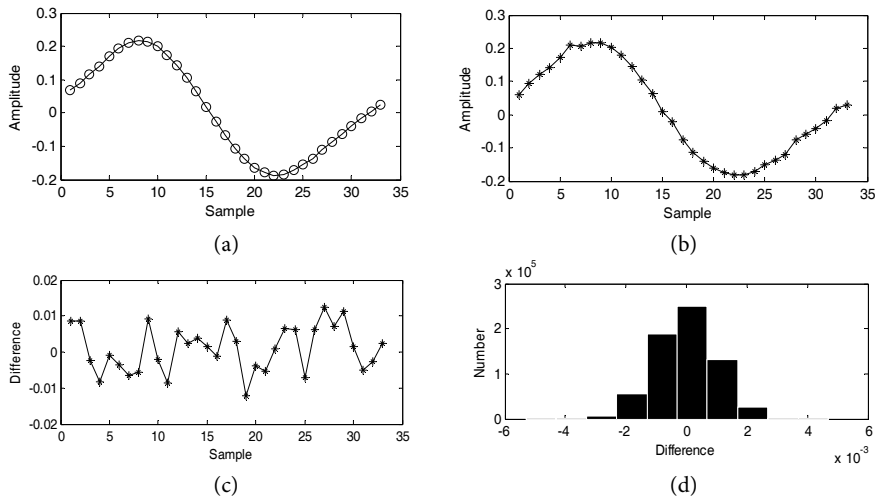 0.3
0.2
0.1
0
-0.1
-0.2
Amplitude
0 5 10 15 20 25 30 35
Sample
(a)
0.3
0.2
0.1
0
-0.1
-0.2
Amplitude
0 5 10 15 20 25 30 35
Sample
(b)
0.02
0.01
0
-0.01
-0.02
Difference
0 5 10 15 20 25 30 35
Sample
(c)
x 10^5
3
2
1
0
Number
-6 -4 -2 0 2 4 6
Difference
x 10^-3
(d)